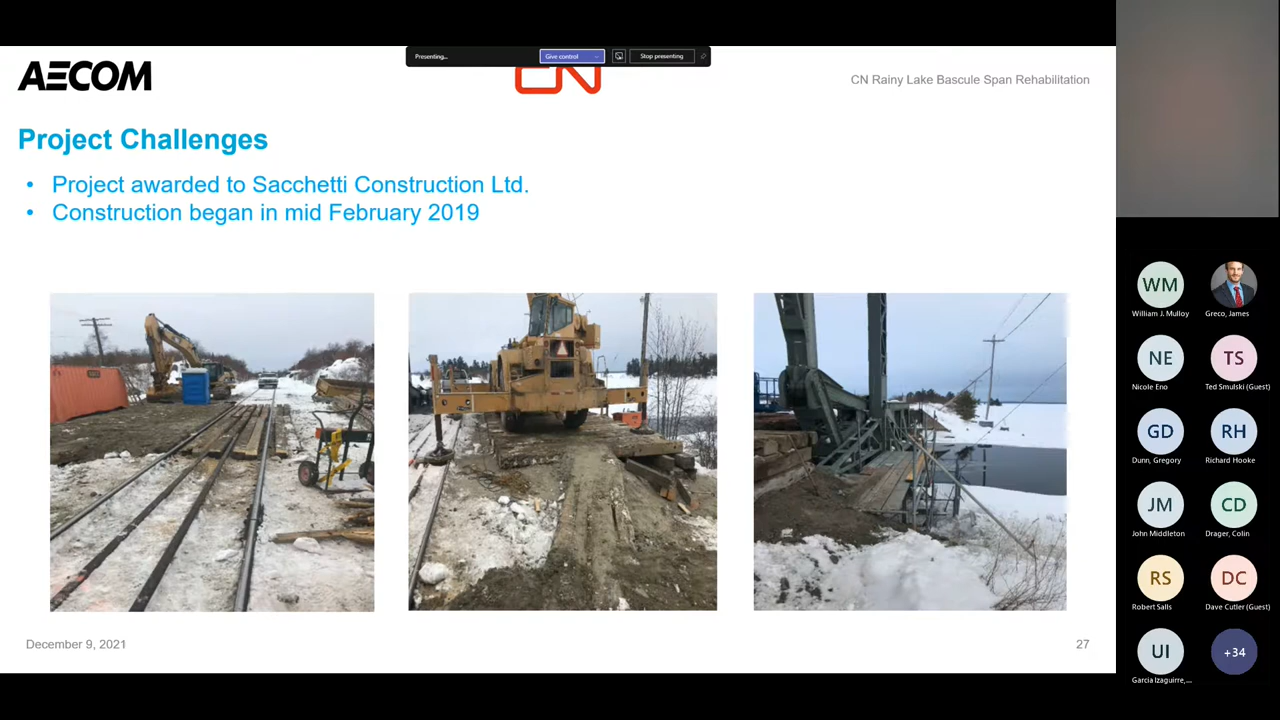 Presenting...
Give control
Stop presenting
AECOM
CN
CN Rainy Lake Bascule Span Rehabilitation
Project Challenges
• Project awarded to Sacchetti Construction Ltd.
• Construction began in mid February 2019
December 9, 2021
27
WM
William J. Mulloy
Greco, James
NE
Nicole Eno
TS
Ted Smulski (Guest)
GD
Dunn, Gregory
RH
Richard Hooke
JM
John Middleton
CD
Drager, Colin
RS
Robert Salls
DC
Dave Cutler (Guest)
UI
Garcia Izaguirre,...
+34